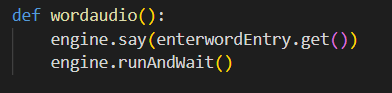 def wordaudio():
    engine.say(enterwordEntry.get())
    engine.runAndWait()